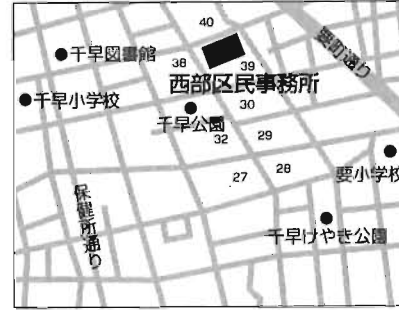 40
要町通り
千早図書館
38
39
西部区民事務所
千早小学校
30
千早公園
32
29
要小学校
27
28
保健所通り
千早けやき公園